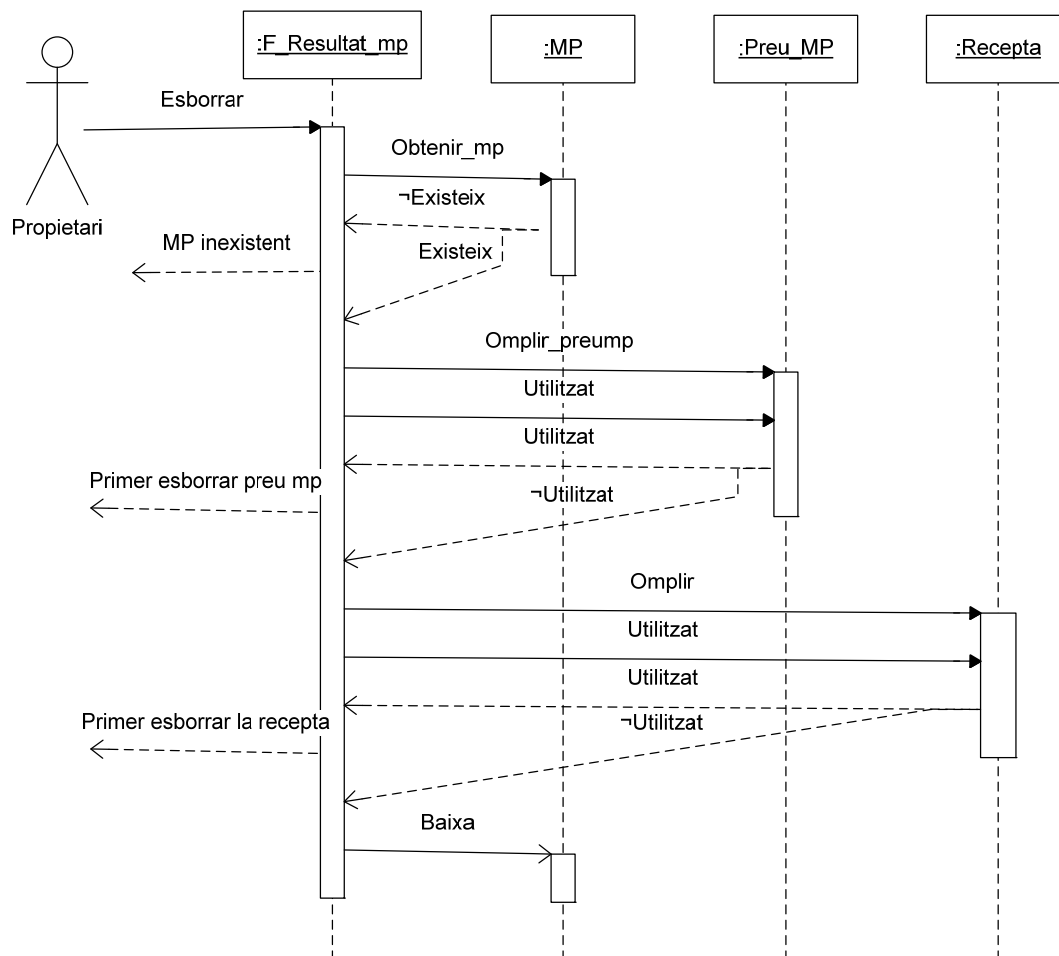 :F_Resultat_mp
:MP
:Preu_MP
:Recepta
Esborrar
Obtenir_mp
¬Existeix
Propietari
MP inexistent
Existeix
Omplir_preump
Utilitzat
Utilitzat
Primer esborrar preu mp
¬Utilitzat
Omplir
Utilitzat
Utilitzat
Primer esborrar la recepta
¬Utilitzat
Baixa